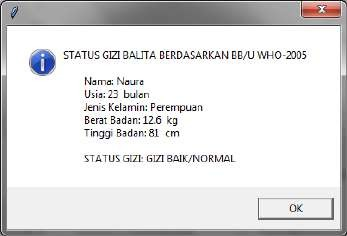 STATUS GIZI BALITA BERDASARKAN BB/U WHO-2005
Nama: Naura
Usia: 23 bulan
Jenis Kelamin: Perempuan
Berat Badan: 12.6 kg
Tinggi Badan: 81 cm
STATUS GIZI: GIZI BAIK/NORMAL
OK